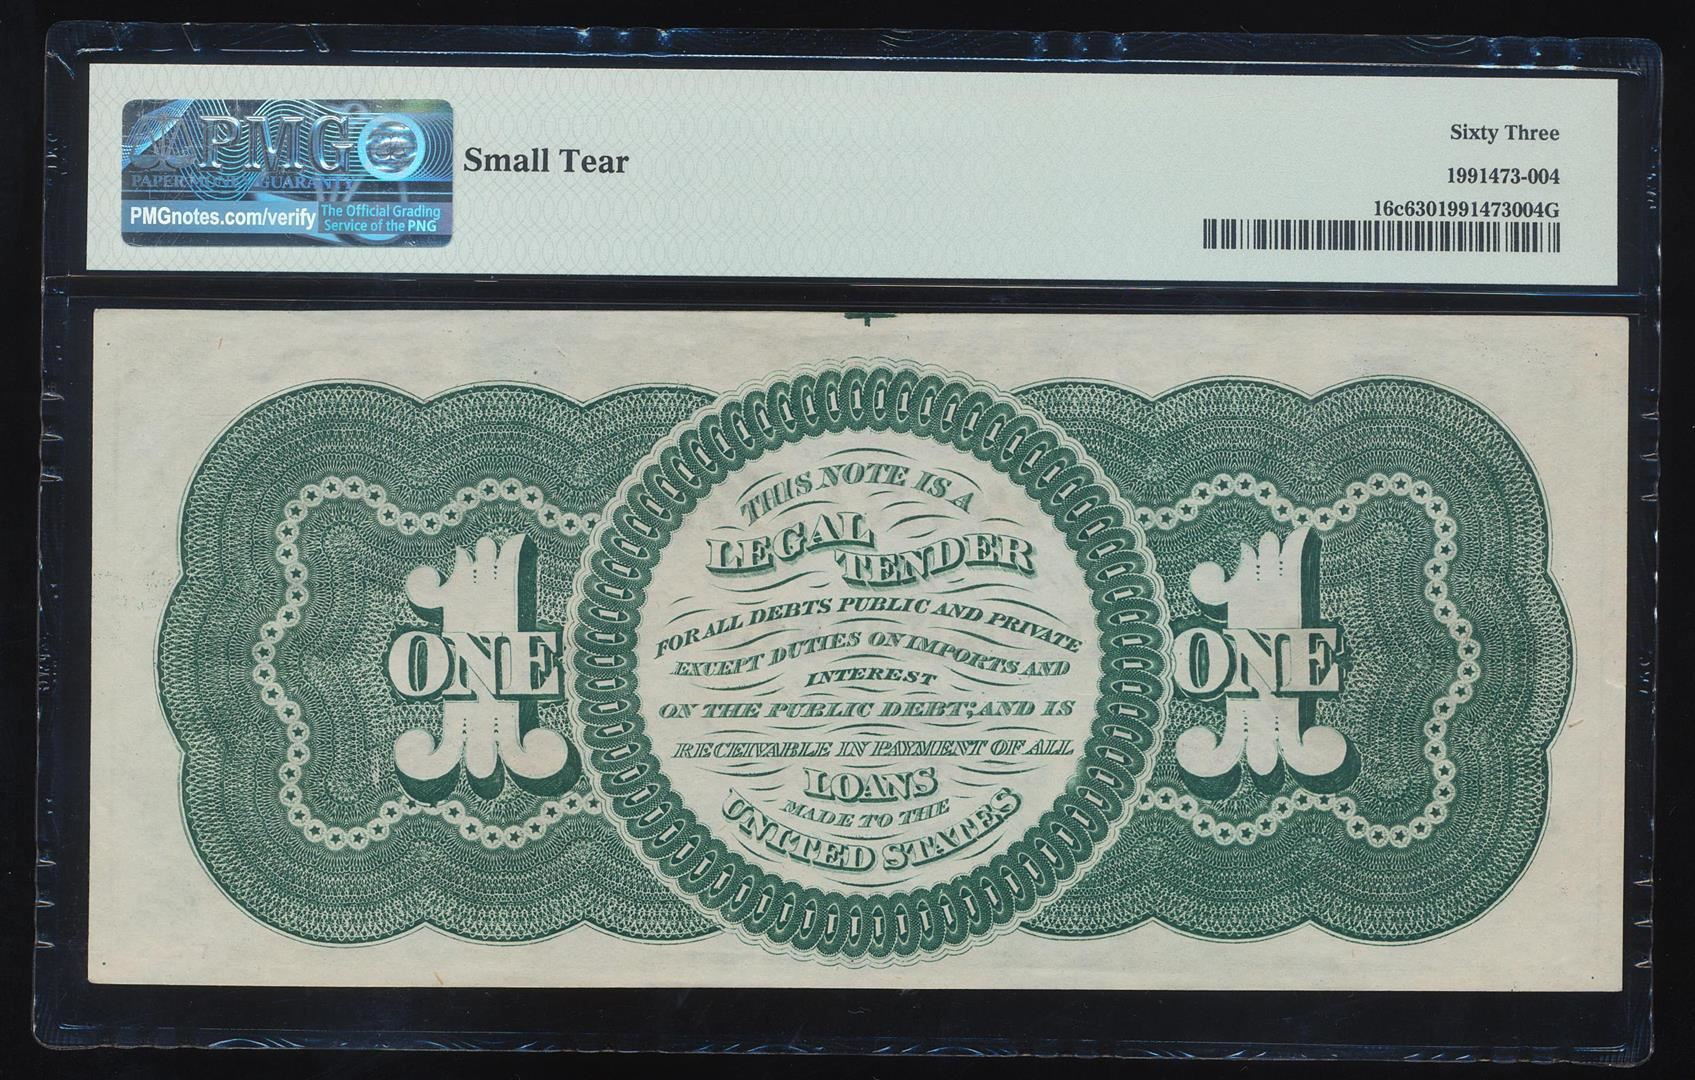 PMG
PAPER MONEY GUARANTY
PMGnotes.com/verify
The Official Grading
Service of the PNG
Small Tear
Sixty Three
1991473-004
16c6301991473004G
THIS NOTE IS A
LEGAL
TENDER
FOR ALL DEBTS PUBLIC AND PRIVATE
EXCEPT DUTIES ON IMPORTS AND
INTEREST
ON THE PUBLIC DEBT; AND IS
RECEIVABLE IN PAYMENT OF ALL
LOANS
MADE TO THE
UNITED STATES
1
ONE
1
ONE